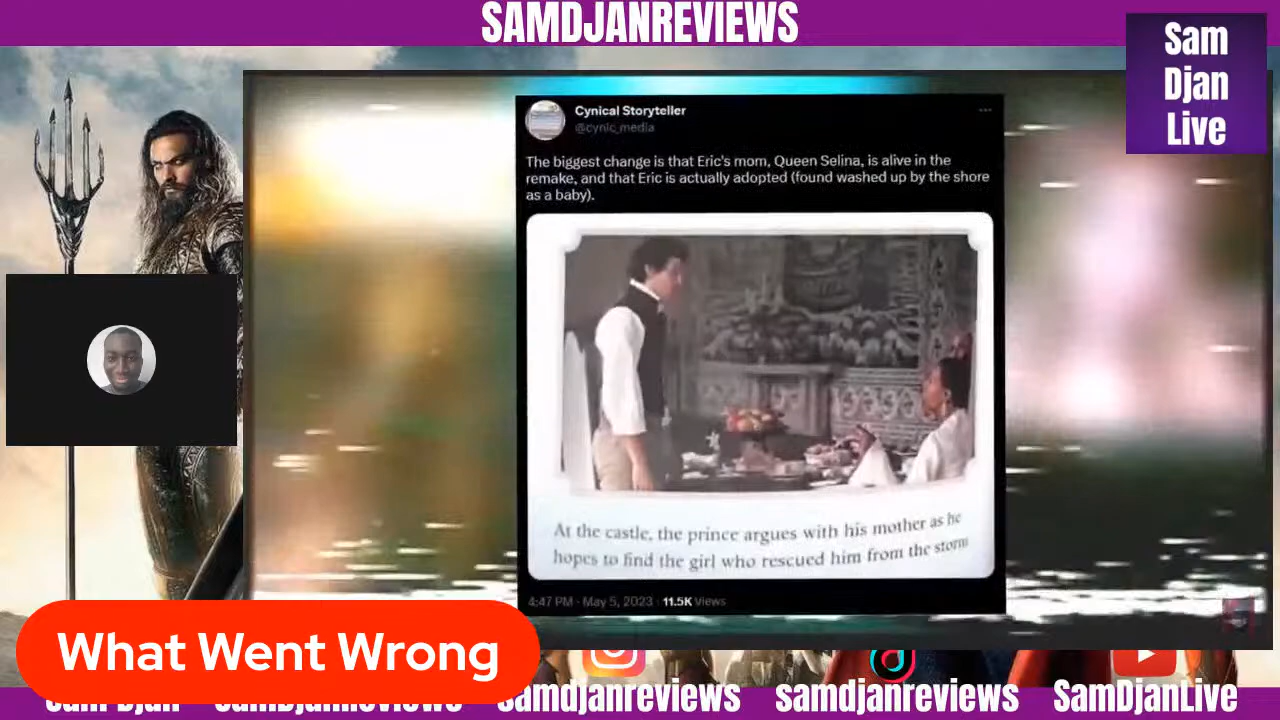 SAMDJANREVIEWS
Sam
Djan
Live
Cynical Storyteller
@cynic_media
The biggest change is that Eric's mom, Queen Selina, is alive in the
remake, and that Eric is actually adopted (found washed up by the shore
as a baby).
At the castle, the prince argues with his mother as he
hopes to find the girl who rescued him from the storm
4:47 PM · May 5, 2023 · 11.5K Views
What Went Wrong
samdjanreviews samdjanreviews SamDjanLive